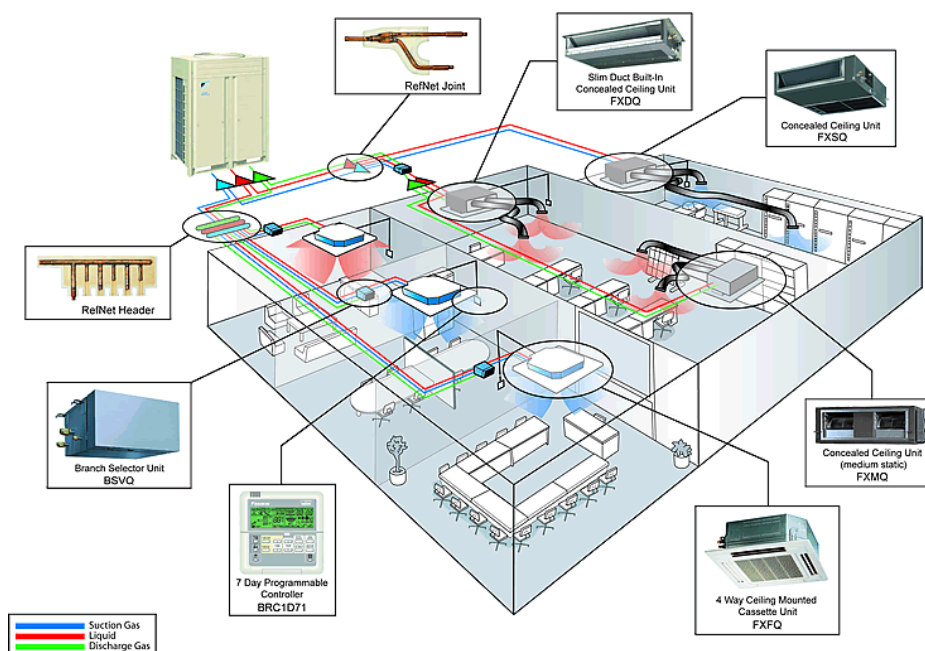 RefNet Joint
Slim Duct Built-In
Concealed Ceiling Unit
FXDQ
Concealed Ceiling Unit
FXSQ
RefNet Header
Branch Selector Unit
BSVQ
7 Day Programmable
Controller
BRC1D71
Concealed Ceiling Unit
(medium static)
FXMQ
4 Way Ceiling Mounted
Cassette Unit
FXFQ
Suction Gas
Liquid
Discharge Gas